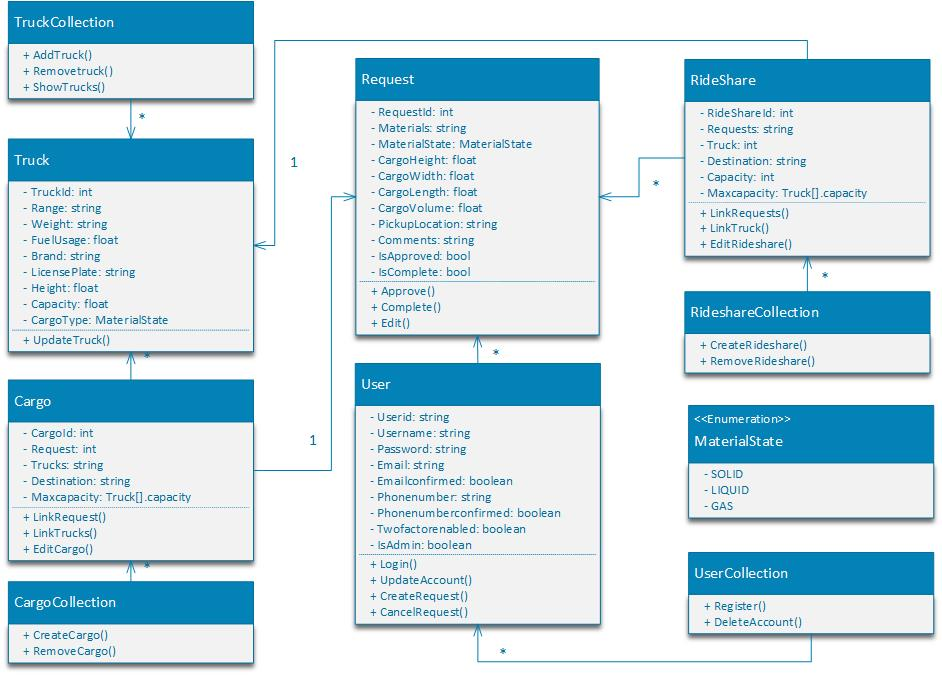 TruckCollection
+ AddTruck()
+ Removetruck()
+ ShowTrucks()
*
Truck
- TruckId: int
- Range: string
- Weight: string
- FuelUsage: float
- Brand: string
- LicensePlate: string
- Height: float
- Capacity: float
- CargoType: MaterialState
+ UpdateTruck()
*
Cargo
- CargoId: int
- Request: int
- Trucks: string
- Destination: string
- Maxcapacity: Truck[].capacity
+ LinkRequest()
+ LinkTrucks()
+ EditCargo()
*
CargoCollection
+ CreateCargo()
+ RemoveCargo()
1
1
Request
- RequestId: int
- Materials: string
- MaterialState: MaterialState
- CargoHeight: float
- CargoWidth: float
- CargoLength: float
- CargoVolume: float
- PickupLocation: string
- Comments: string
- IsApproved: bool
- IsComplete: bool
+ Approve()
+ Complete()
+ Edit()
*
User
- Userid: string
- Username: string
- Password: string
- Email: string
- Emailconfirmed: boolean
- Phonenumber: string
- Phonenumberconfirmed: boolean
- Twofactorenabled: boolean
- IsAdmin: boolean
+ Login()
+ UpdateAccount()
+ CreateRequest()
+ CancelRequest()
*
*
RideShare
- RideShareId: int
- Requests: string
- Truck: int
- Destination: string
- Capacity: int
- Maxcapacity: Truck[].capacity
+ LinkRequests()
+ LinkTruck()
+ EditRideshare()
*
RideshareCollection
+ CreateRideshare()
+ RemoveRideshare()
<<Enumeration>>
MaterialState
- SOLID
- LIQUID
- GAS
UserCollection
+ Register()
+ DeleteAccount()